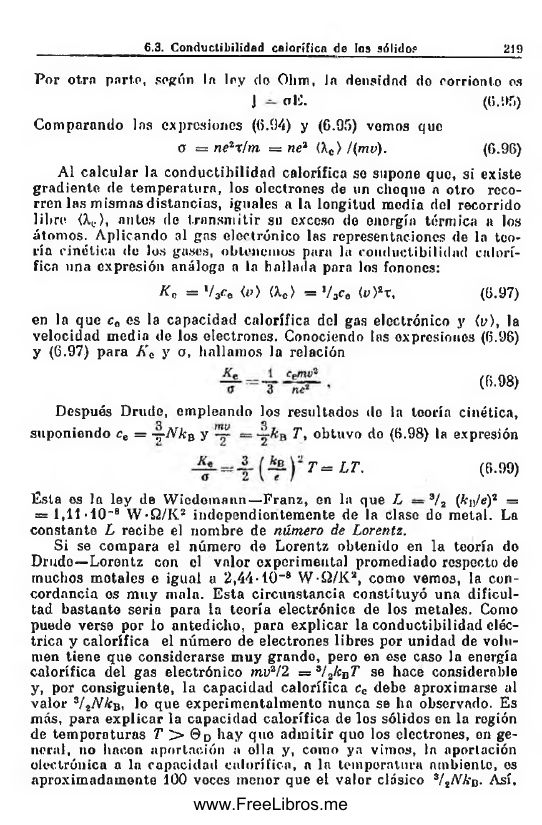 6.3. Conductibilidad calorífica de los sólidos 219
Por otra parte, según la ley de Ohm, la densidad de corriente es
j = σE. (6.95)
Comparando las expresiones (6.94) y (6.95) vemos que
σ = ne²τ/m = ne² ⟨λₑ⟩ /(mv). (6.96)
Al calcular la conductibilidad calorífica se supone que, si existe
gradiente de temperatura, los electrones de un choque a otro reco-
rren las mismas distancias, iguales a la longitud media del recorrido
libre ⟨λₑ⟩, antes de transmitir su exceso de energía térmica a los
átomos. Aplicando al gas electrónico las representaciones de la teo-
ría cinética de los gases, obtenemos para la conductibilidad calorí-
fica una expresión análoga a la hallada para los fonones:
Kₑ = ¹/₃cₑ ⟨v⟩ ⟨λₑ⟩ = ¹/₃cₑ ⟨v⟩²τ, (6.97)
en la que cₑ es la capacidad calorífica del gas electrónico y ⟨v⟩, la
velocidad media de los electrones. Conociendo las expresiones (6.96)
y (6.97) para Kₑ y σ, hallamos la relación
Kₑ/σ = 1/3 cₑmv²/ne² . (6.98)
Después Drude, empleando los resultados de la teoría cinética,
suponiendo cₑ = 3/2 Nk_B y mv/2 = 3/2 k_B T, obtuvo de (6.98) la expresión
Kₑ/σ = 3/2 (k_B/e)² T = LT. (6.99)
Ésta es la ley de Wiedemann—Franz, en la que L = ³/₂ (k_B/e)² =
= 1,11·10⁻⁸ W·Ω/K² independientemente de la clase de metal. La
constante L recibe el nombre de número de Lorentz.
Si se compara el número de Lorentz obtenido en la teoría de
Drude—Lorentz con el valor experimental promediado respecto de
muchos metales e igual a 2,44·10⁻⁸ W·Ω/K², como vemos, la con-
cordancia es muy mala. Esta circunstancia constituyó una dificul-
tad bastante seria para la teoría electrónica de los metales. Como
puede verse por lo antedicho, para explicar la conductibilidad eléc-
trica y calorífica el número de electrones libres por unidad de volu-
men tiene que considerarse muy grande, pero en ese caso la energía
calorífica del gas electrónico mv²/2 = ³/₂k_BT se hace considerable
y, por consiguiente, la capacidad calorífica cₑ debe aproximarse al
valor ³/₂Nk_B, lo que experimentalmente nunca se ha observado. Es
más, para explicar la capacidad calorífica de los sólidos en la región
de temperaturas T > Θ_D hay que admitir que los electrones, en ge-
neral, no hacen aportación a ella y, como ya vimos, la aportación
electrónica a la capacidad calorífica, a la temperatura ambiente, es
aproximadamente 100 veces menor que el valor clásico ³/₂Nk_B. Así,
www.FreeLibros.me